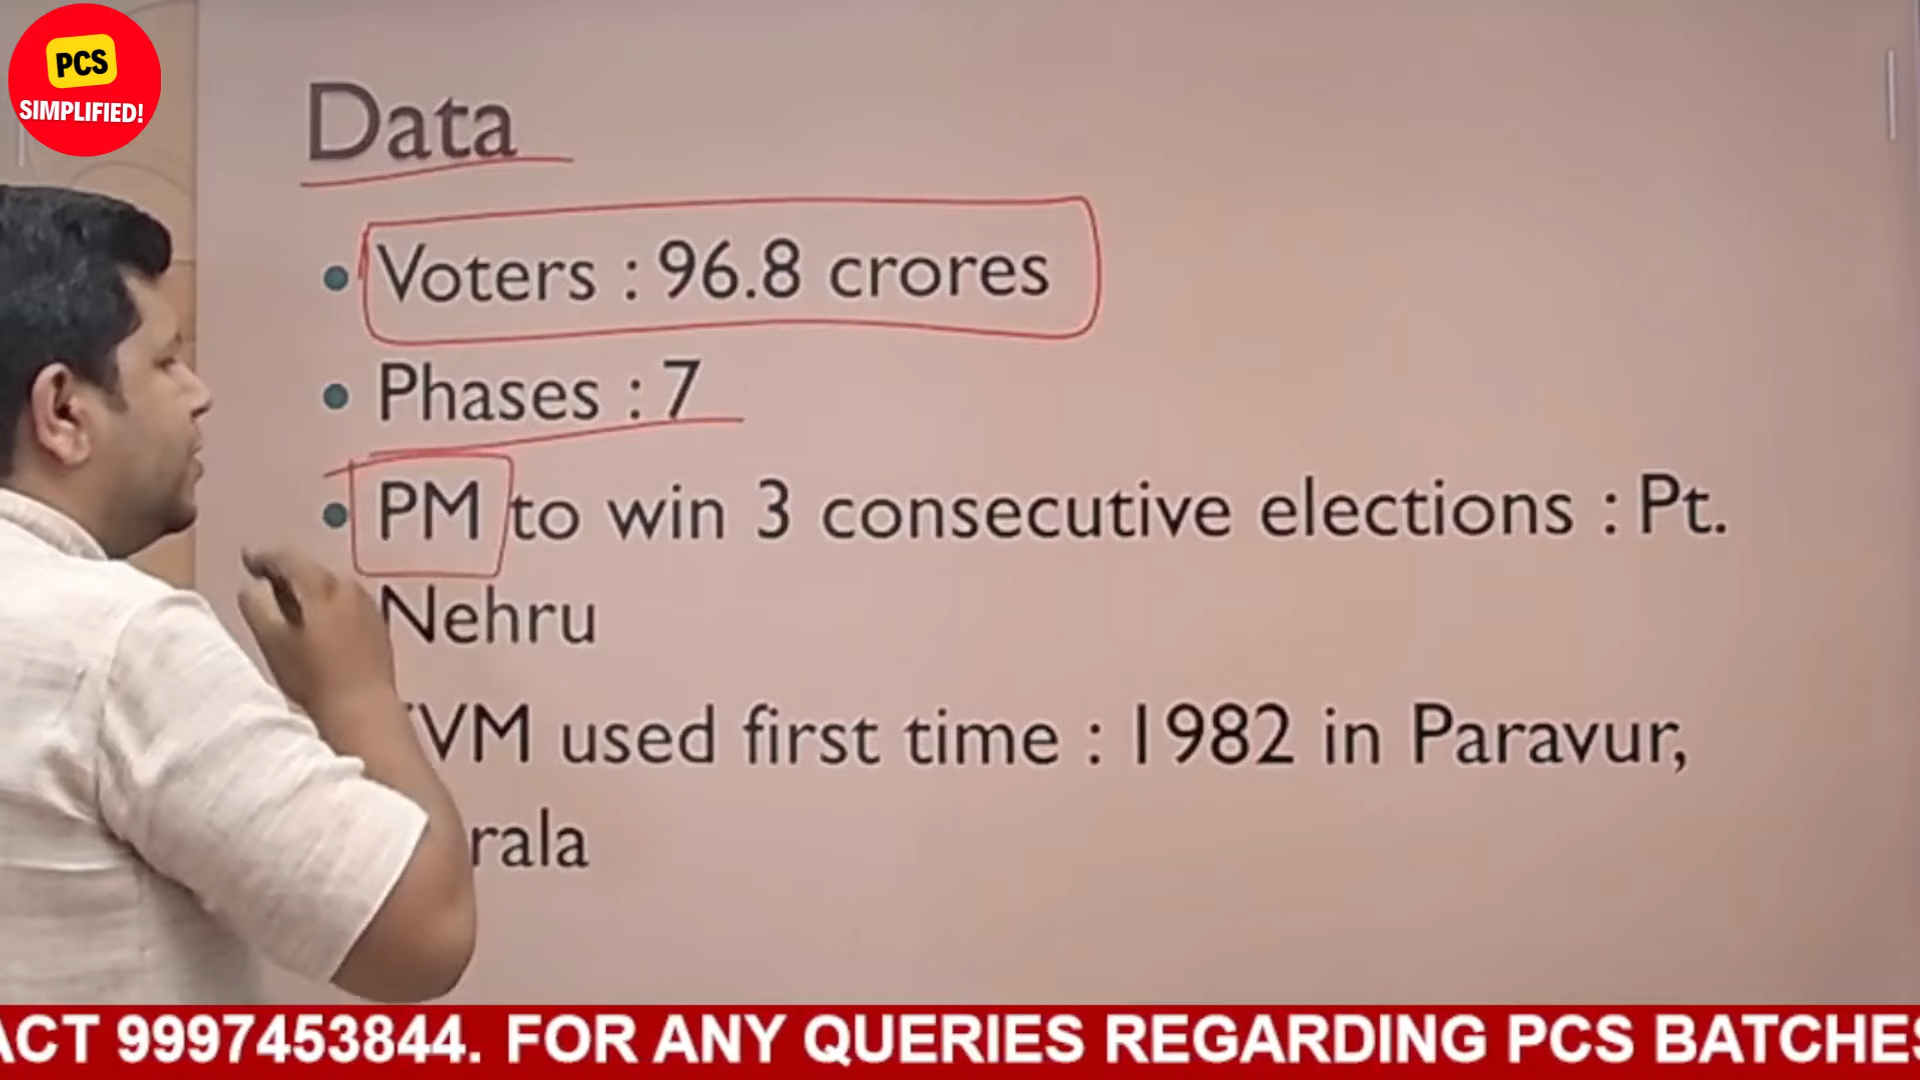 PCS
SIMPLIFIED!
Data
Voters : 96.8 crores
Phases : 7
PM to win 3 consecutive elections : Pt.
Nehru
VM used first time : 1982 in Paravur,
rala
ACT 9997453844. FOR ANY QUERIES REGARDING PCS BATCHES